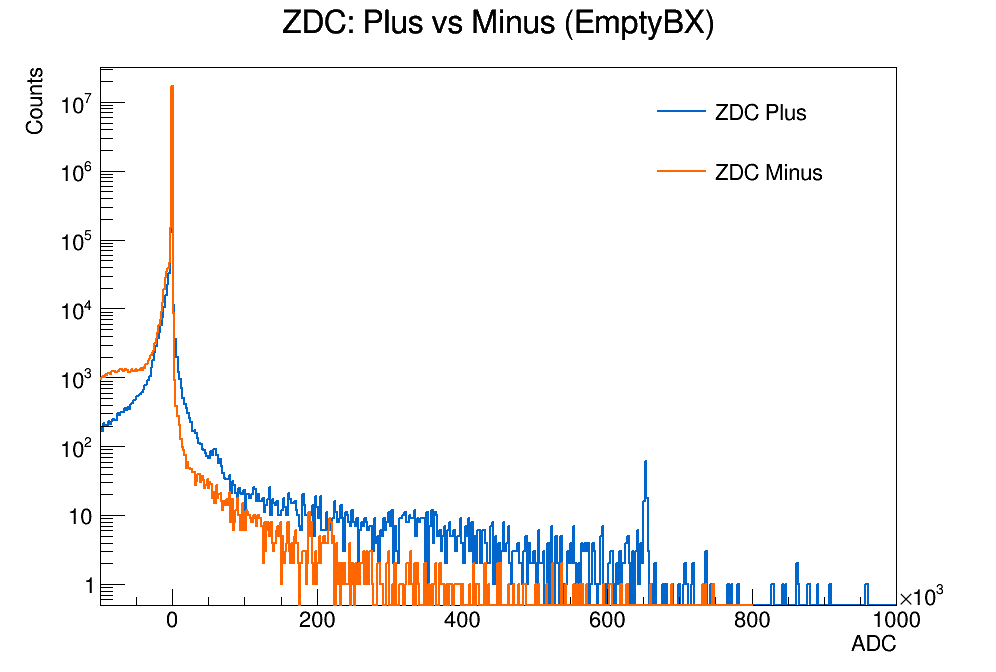 ZDC: Plus vs Minus (EmptyBX)
Counts
ZDC Plus
ZDC Minus
10⁷
10⁶
10⁵
10⁴
10³
10²
10
1
0 200 400 600 800 1000
×10³
ADC